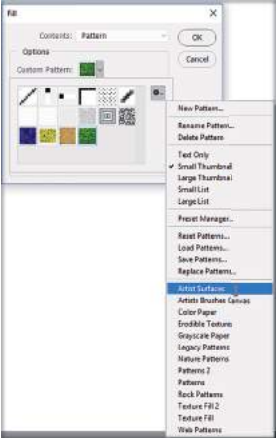 Fill
Contents: Pattern
OK
Cancel
Options
Custom Pattern:
New Pattern...
Rename Pattern...
Delete Pattern
Text Only
Small Thumbnail
Large Thumbnail
Small List
Large List
Preset Manager...
Reset Patterns...
Load Patterns...
Save Patterns...
Replace Patterns...
Artist Surfaces
Artists Brushes Canvas
Color Paper
Erodible Texture
Grayscale Paper
Legacy Patterns
Nature Patterns
Patterns 2
Patterns
Rock Patterns
Texture Fill 2
Texture Fill
Web Patterns